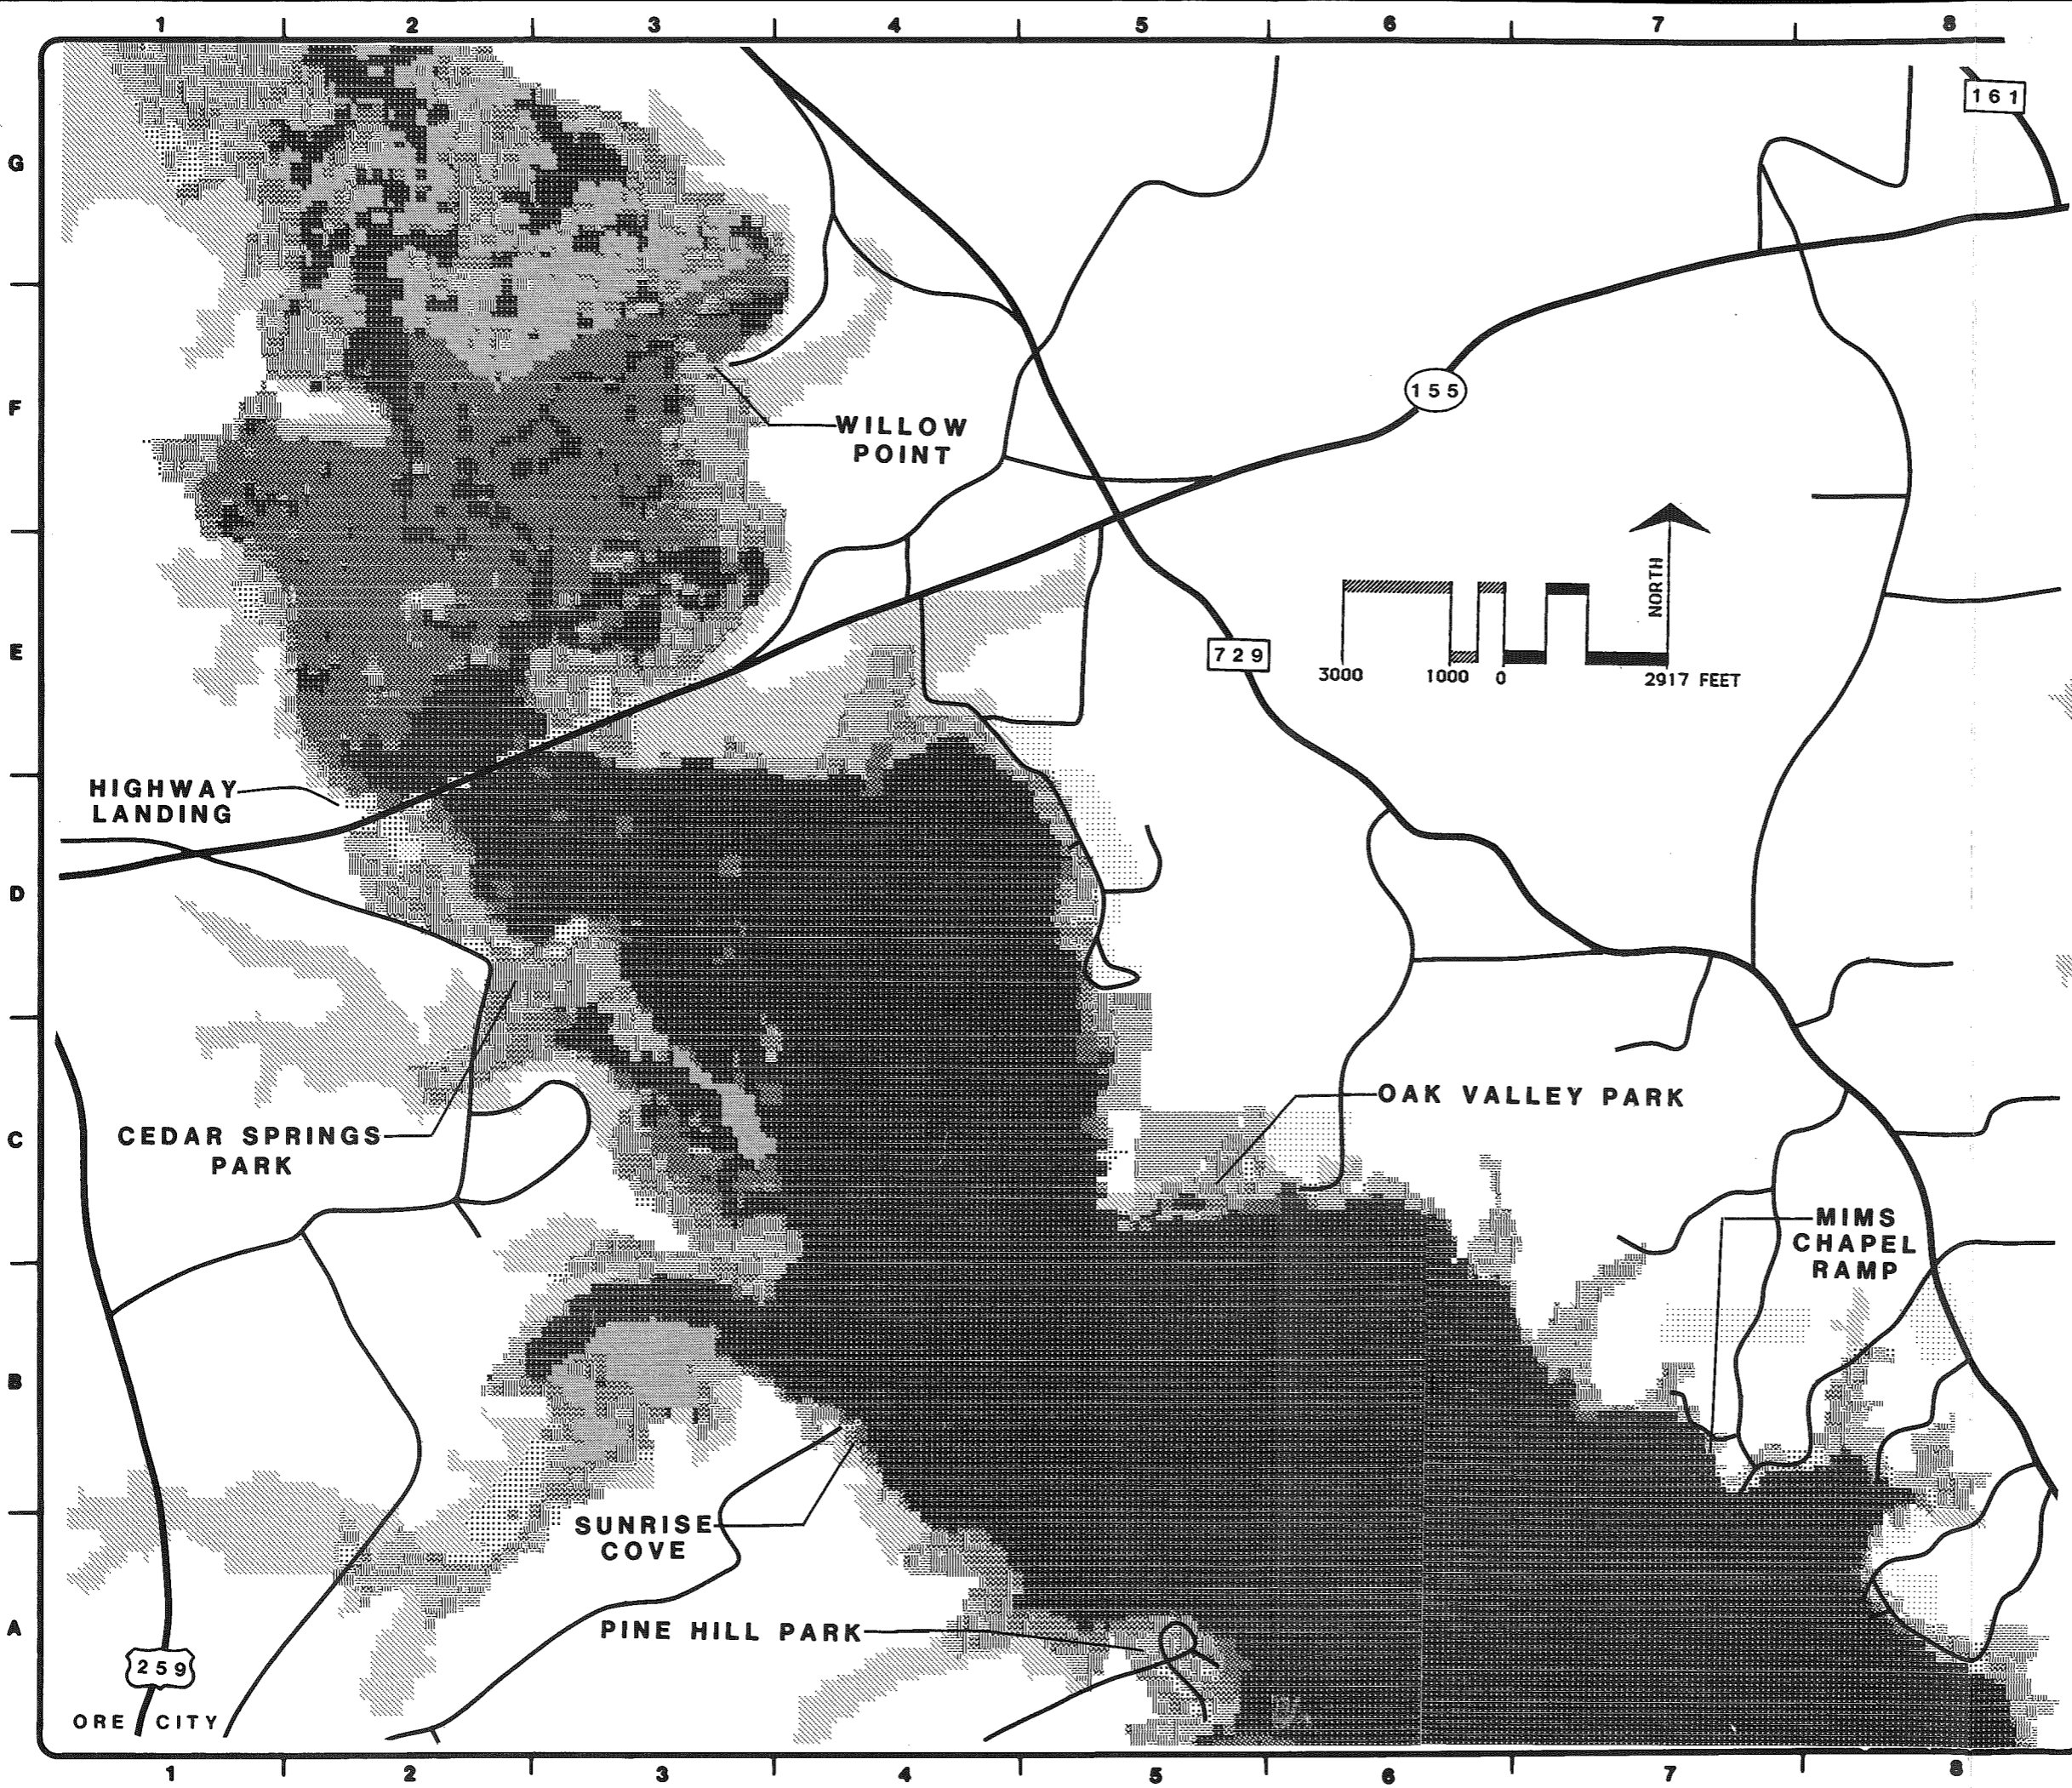 1 2 3 4 5 6 7 8
161
G
155
F
WILLOW
POINT
NORTH
E
729
3000 1000 0 2917 FEET
HIGHWAY
LANDING
D
OAK VALLEY PARK
C
CEDAR SPRINGS
PARK
MIMS
CHAPEL
RAMP
B
SUNRISE
COVE
A
PINE HILL PARK
259
ORE CITY
1 2 3 4 5 6 7 8